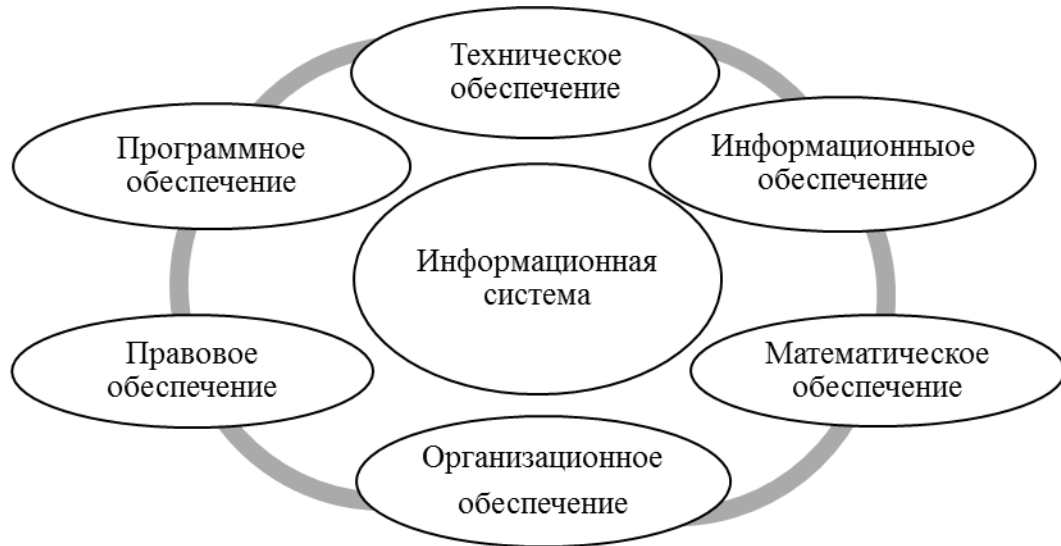 Техническое
обеспечение
Программное
обеспечение
Информационныое
обеспечение
Информационная
система
Правовое
обеспечение
Математическое
обеспечение
Организационное
обеспечение